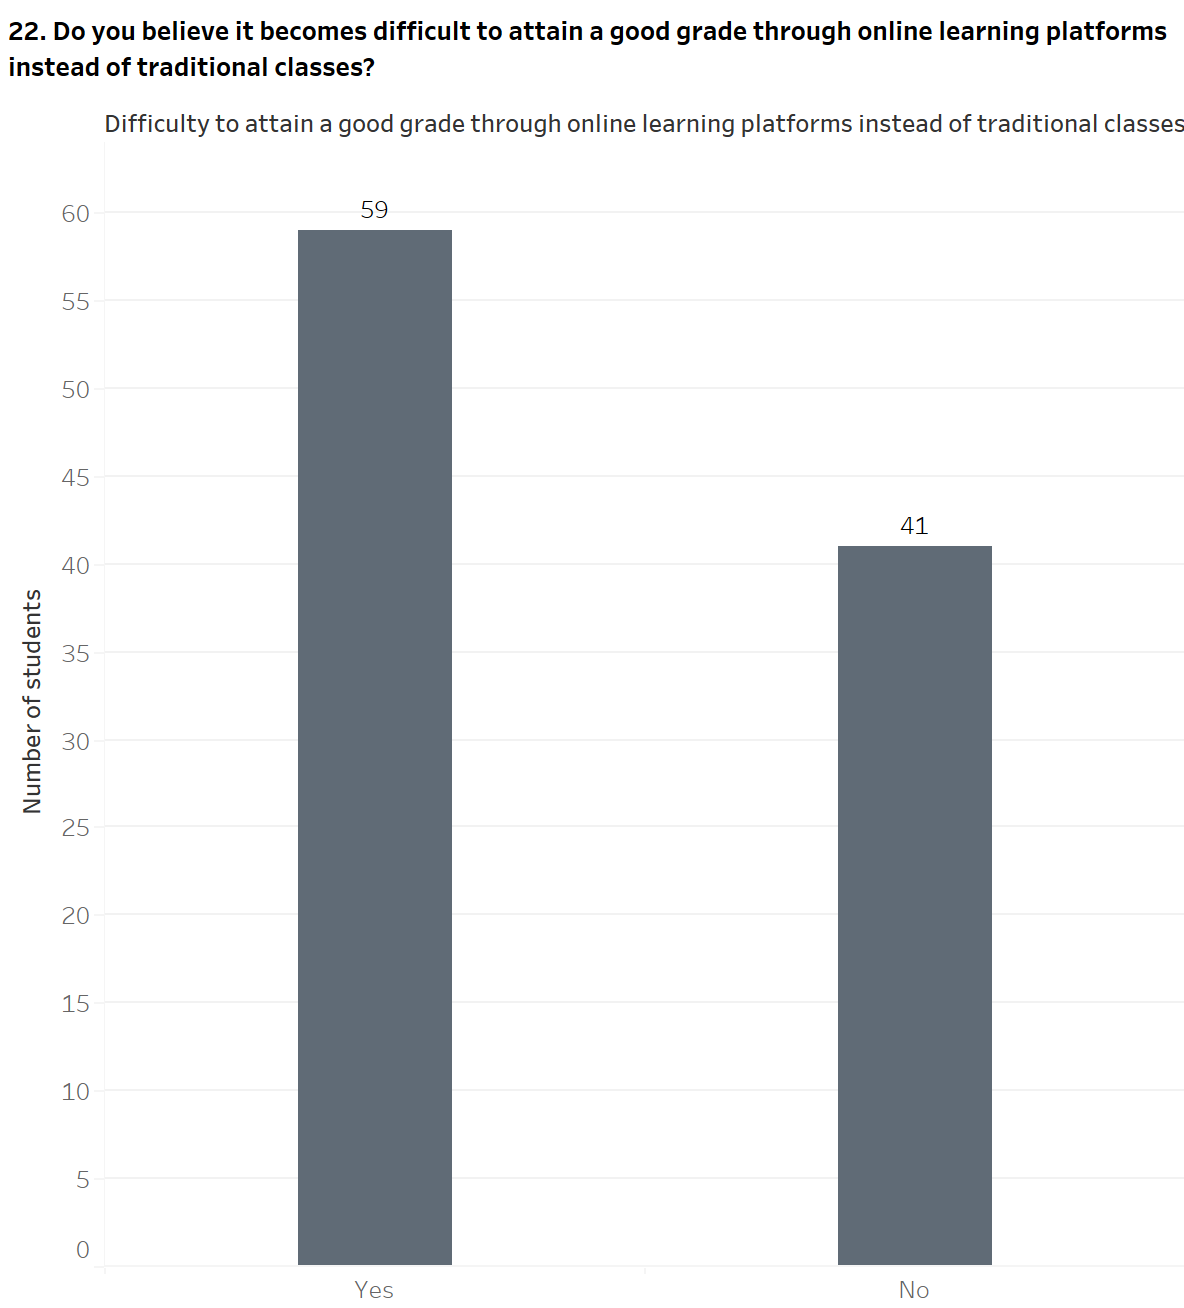 22. Do you believe it becomes difficult to attain a good grade through online learning platforms
instead of traditional classes?
Difficulty to attain a good grade through online learning platforms instead of traditional classes
60
59
55
50
45
41
40
35
30
25
20
15
10
5
0
Number of students
Yes
No